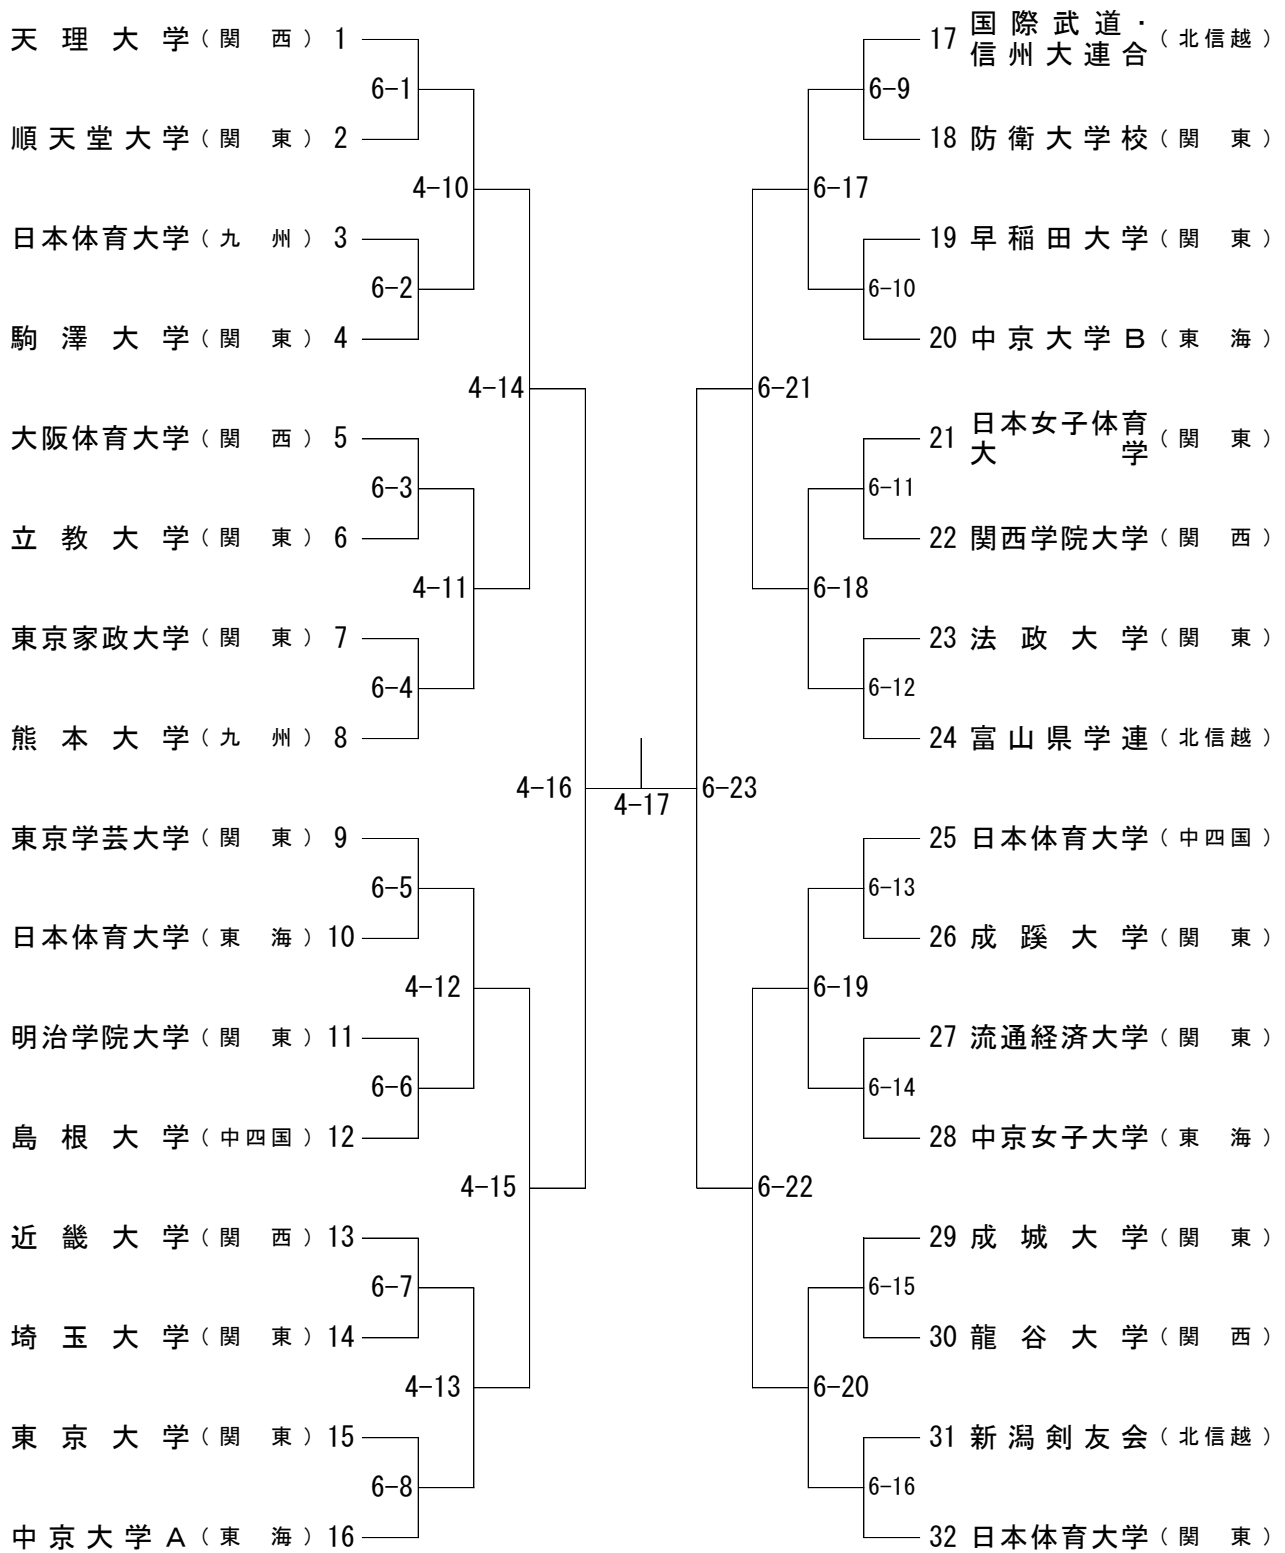 天理大学（関西）1
6-1
順天堂大学（関東）2
4-10
日本体育大学（九州）3
6-2
駒澤大学（関東）4
4-14
大阪体育大学（関西）5
6-3
立教大学（関東）6
4-11
東京家政大学（関東）7
6-4
熊本大学（九州）8
4-16
東京学芸大学（関東）9
6-5
日本体育大学（東海）10
4-12
明治学院大学（関東）11
6-6
島根大学（中四国）12
4-15
近畿大学（関西）13
6-7
埼玉大学（関東）14
4-13
東京大学（関東）15
6-8
中京大学A（東海）16
4-17
17 国際武道・
信州大連合（北信越）
6-9
18 防衛大学校（関東）
6-17
19 早稲田大学（関東）
6-10
20 中京大学B（東海）
6-21
21 日本女子体育
大学（関東）
6-11
22 関西学院大学（関西）
6-18
23 法政大学（関東）
6-12
24 富山県学連（北信越）
6-23
25 日本体育大学（中四国）
6-13
26 成蹊大学（関東）
6-19
27 流通経済大学（関東）
6-14
28 中京女子大学（東海）
6-22
29 成城大学（関東）
6-15
30 龍谷大学（関西）
6-20
31 新潟剣友会（北信越）
6-16
32 日本体育大学（関東）